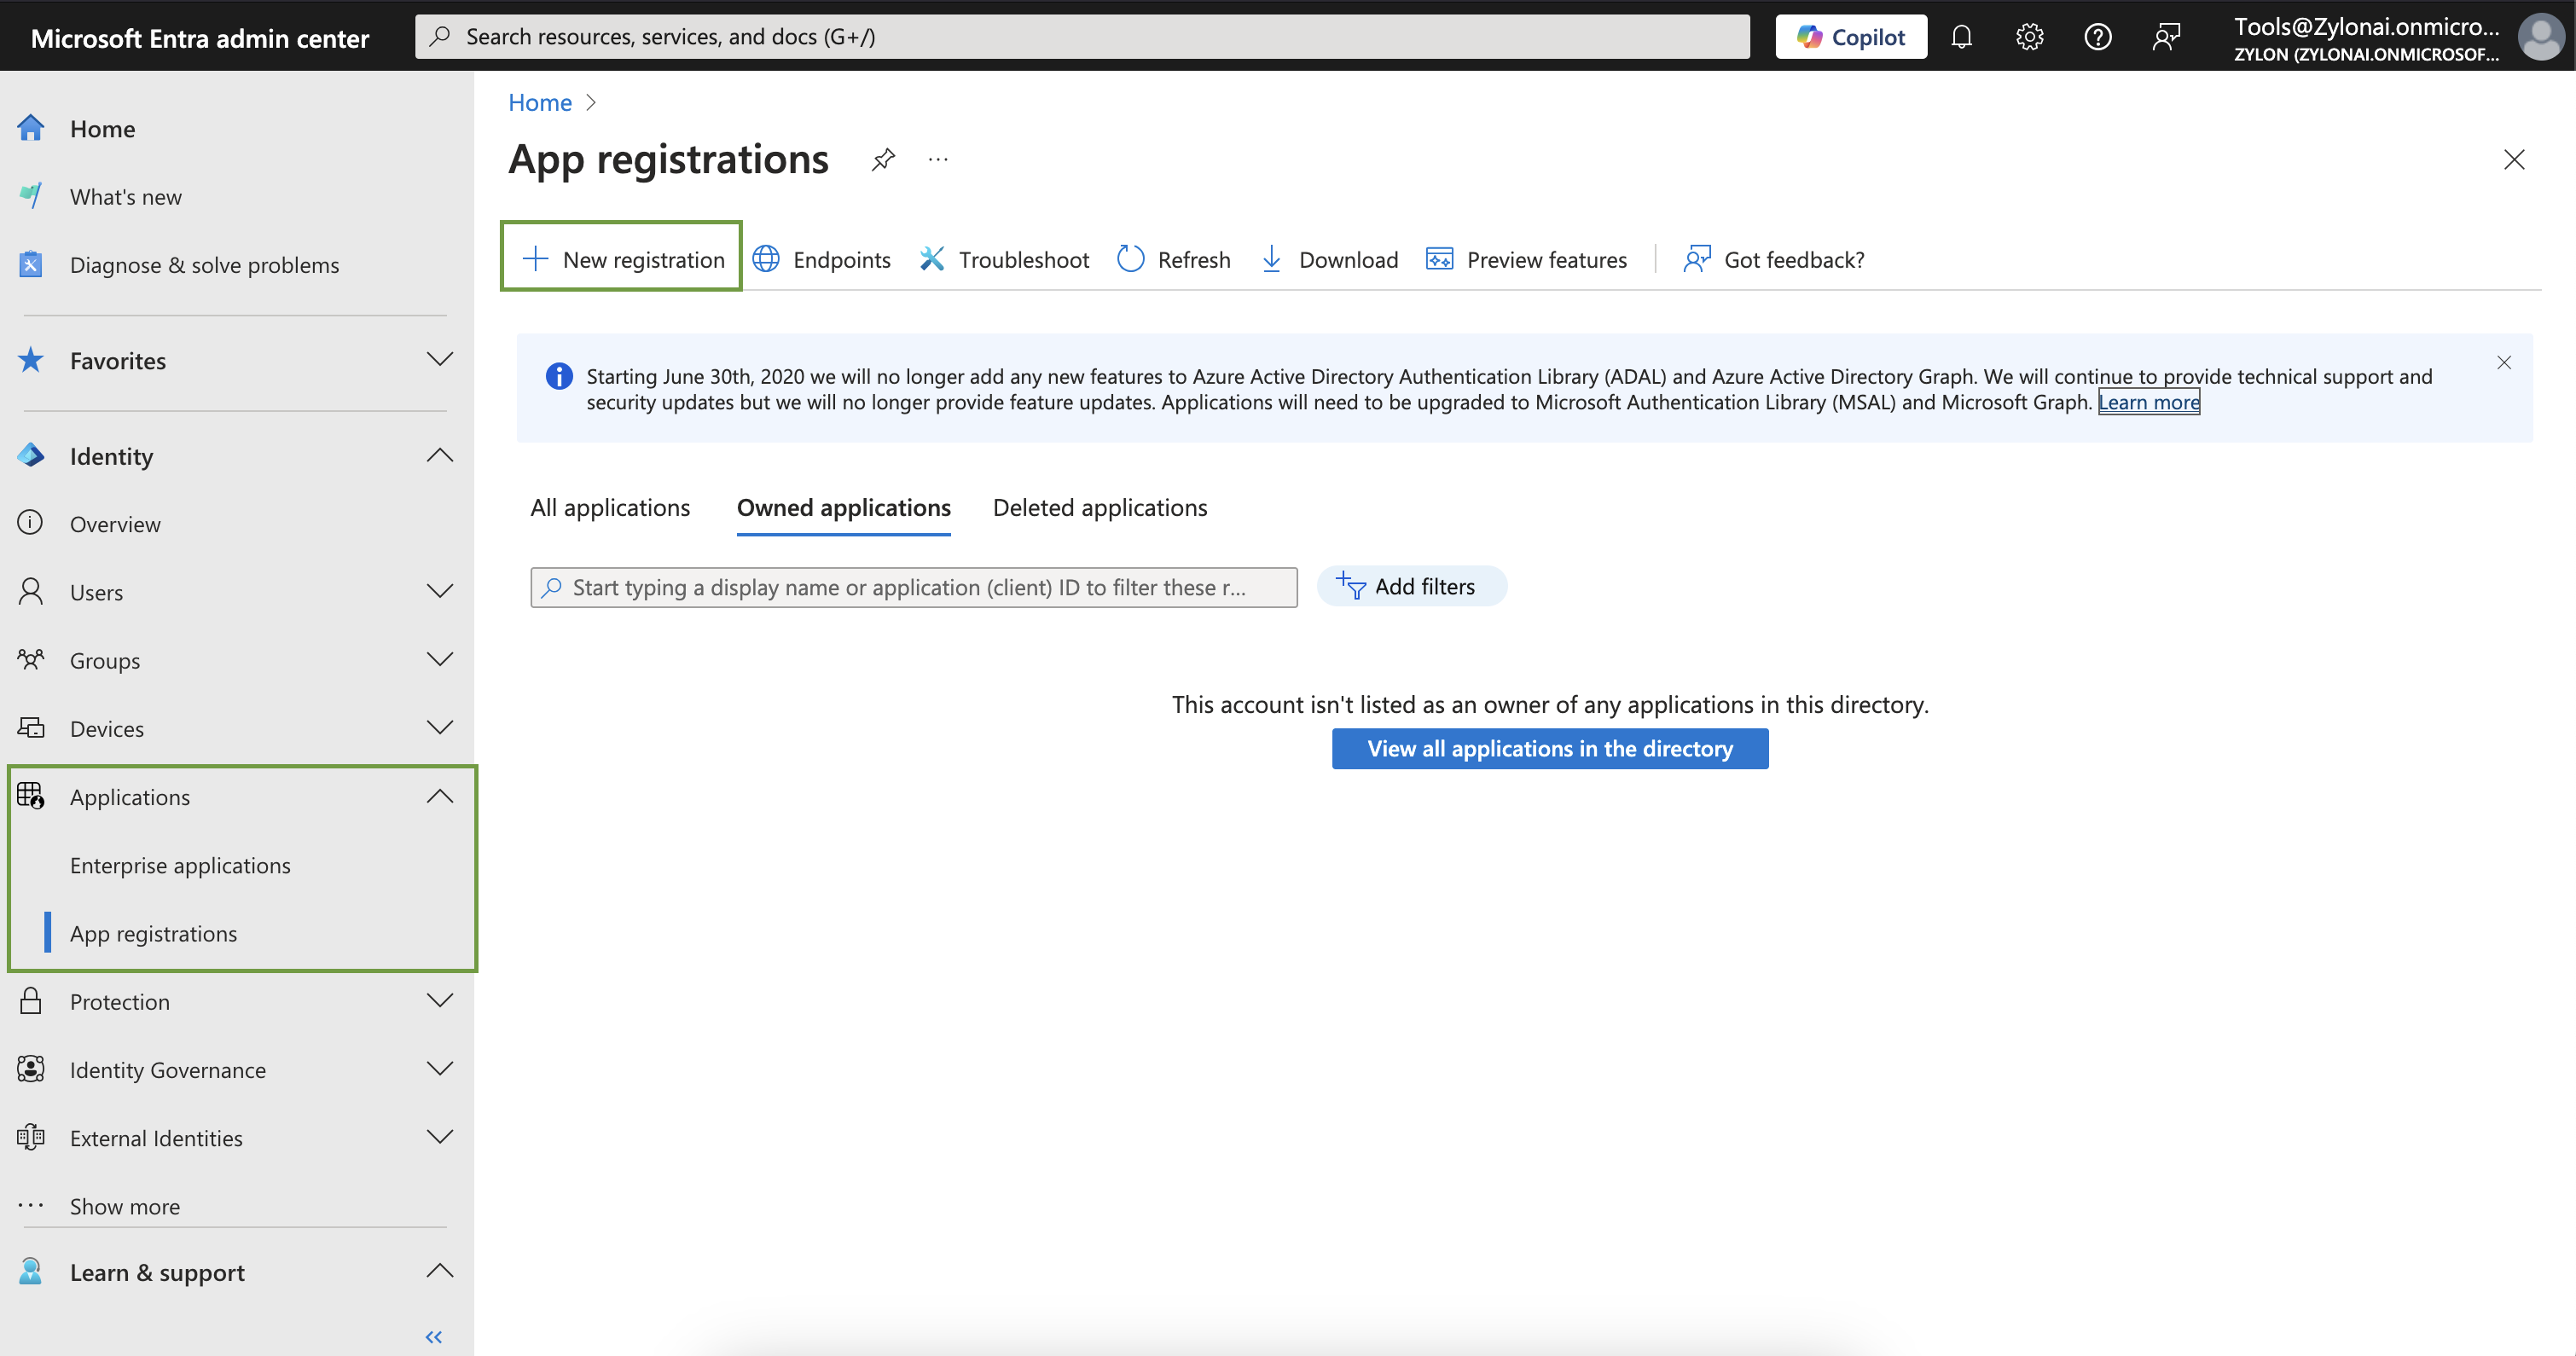 Microsoft Entra admin center
Search resources, services, and docs (G+/)
Copilot
Tools@Zylonai.onmicro...
ZYLON (ZYLONAI.ONMICROSOF...
Home
What's new
Diagnose & solve problems
Favorites
Identity
Overview
Users
Groups
Devices
Applications
Enterprise applications
App registrations
Protection
Identity Governance
External Identities
Show more
Learn & support
Home
App registrations
New registration
Endpoints
Troubleshoot
Refresh
Download
Preview features
Got feedback?
Starting June 30th, 2020 we will no longer add any new features to Azure Active Directory Authentication Library (ADAL) and Azure Active Directory Graph. We will continue to provide technical support and
security updates but we will no longer provide feature updates. Applications will need to be upgraded to Microsoft Authentication Library (MSAL) and Microsoft Graph. Learn more
All applications
Owned applications
Deleted applications
Start typing a display name or application (client) ID to filter these r...
Add filters
This account isn't listed as an owner of any applications in this directory.
View all applications in the directory